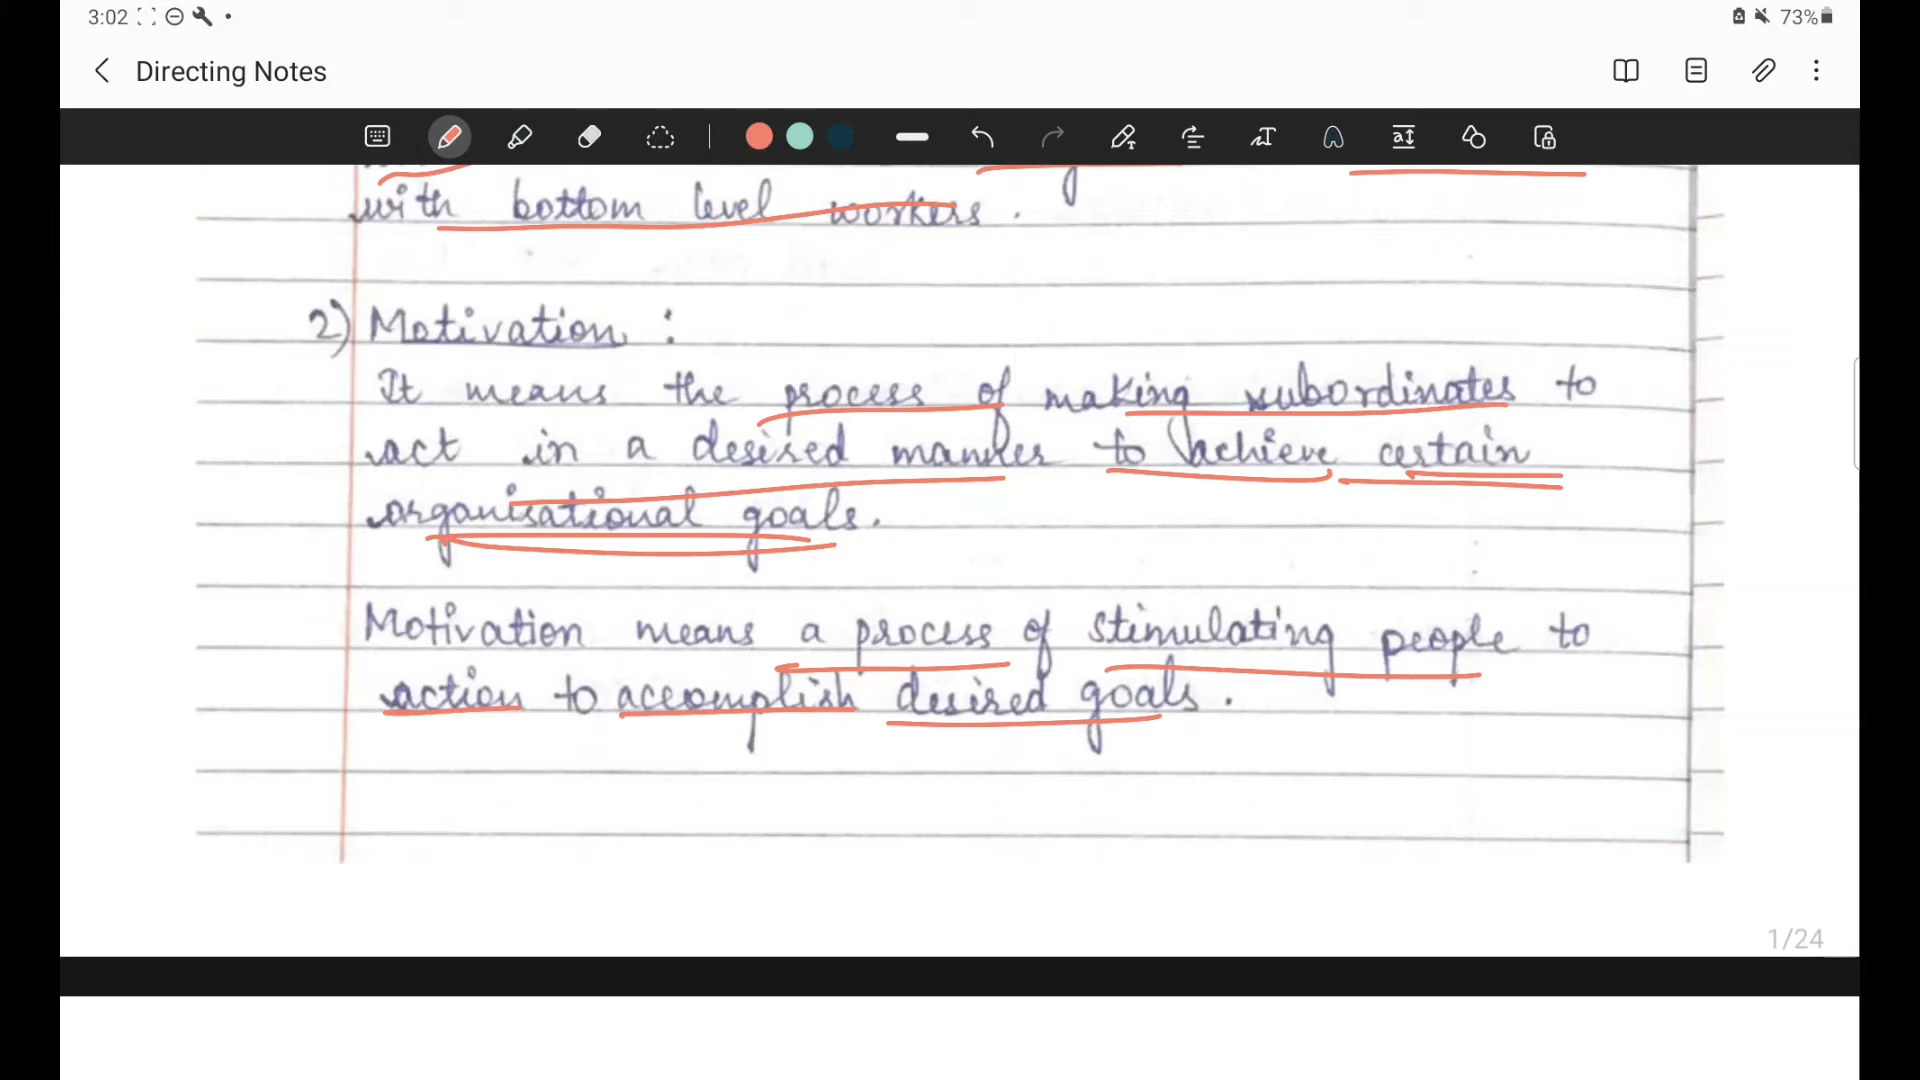 3:02
73%
Directing Notes
with bottom level workers.
2) Motivation :
It means the process of making subordinates to
act in a desired manner to achieve certain
organisational goals.
Motivation means a process of stimulating people to
action to accomplish desired goals.
1/24